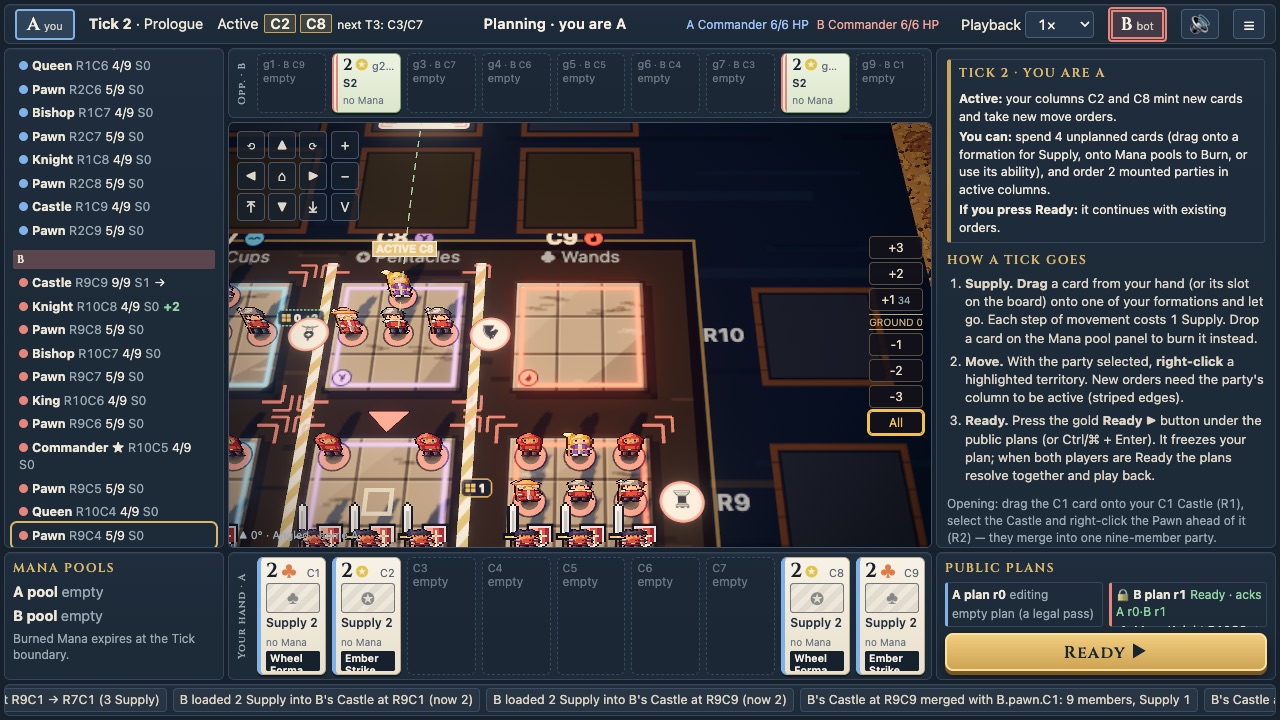 A you
Tick 2 · Prologue
Active C2 C8 next T3: C3/C7
Planning · you are A
A Commander 6/6 HP
B Commander 6/6 HP
Playback 1×
B bot
Queen R1C6 4/9 S0
Pawn R2C6 5/9 S0
Bishop R1C7 4/9 S0
Pawn R2C7 5/9 S0
Knight R1C8 4/9 S0
Pawn R2C8 5/9 S0
Castle R1C9 4/9 S0
Pawn R2C9 5/9 S0
B
Castle R9C9 9/9 S1 →
Knight R10C8 4/9 S0 +2
Pawn R9C8 5/9 S0
Bishop R10C7 4/9 S0
Pawn R9C7 5/9 S0
King R10C6 4/9 S0
Pawn R9C6 5/9 S0
Commander ★ R10C5 4/9
S0
Pawn R9C5 5/9 S0
Queen R10C4 4/9 S0
Pawn R9C4 5/9 S0
OPP · B
g1 · B C9
empty
2 g2...
S2
no Mana
g3 · B C7
empty
g4 · B C6
empty
g5 · B C5
empty
g6 · B C4
empty
g7 · B C3
empty
2 g...
S2
no Mana
g9 · B C1
empty
V
Cups
C8
ACTIVE C8
Pentacles
C9
Wands
R10
R9
1
+3
+2
+1 34
GROUND 0
−1
−2
−3
All
TICK 2 · YOU ARE A
Active: your columns C2 and C8 mint new cards
and take new move orders.
You can: spend 4 unplanned cards (drag onto a
formation for Supply, onto Mana pools to Burn, or
use its ability), and order 2 mounted parties in
active columns.
If you press Ready: it continues with existing
orders.
HOW A TICK GOES
1. Supply. Drag a card from your hand (or its slot
on the board) onto one of your formations and let
go. Each step of movement costs 1 Supply. Drop
a card on the Mana pool panel to burn it instead.
2. Move. With the party selected, right-click a
highlighted territory. New orders need the party's
column to be active (striped edges).
3. Ready. Press the gold Ready ▶ button under the
public plans (or Ctrl/⌘ + Enter). It freezes your
plan; when both players are Ready the plans
resolve together and play back.
Opening: drag the C1 card onto your C1 Castle (R1),
select the Castle and right-click the Pawn ahead of it
(R2) — they merge into one nine-member party.
MANA POOLS
A pool empty
B pool empty
Burned Mana expires at the Tick
boundary.
YOUR HAND · A
2 C1
Supply 2
no Mana
Wheel
Forma
2 C2
Supply 2
no Mana
Ember
Strike
C3
empty
C4
empty
C5
empty
C6
empty
C7
empty
2 C8
Supply 2
no Mana
Wheel
Forma
2 C9
Supply 2
no Mana
Ember
Strike
PUBLIC PLANS
A plan r0 editing
empty plan (a legal pass)
B plan r1 Ready · acks
A r0·B r1
READY ▶
t R9C1 → R7C1 (3 Supply)
B loaded 2 Supply into B's Castle at R9C1 (now 2)
B loaded 2 Supply into B's Castle at R9C9 (now 2)
B's Castle at R9C9 merged with B.pawn.C1: 9 members, Supply 1
B's Castle